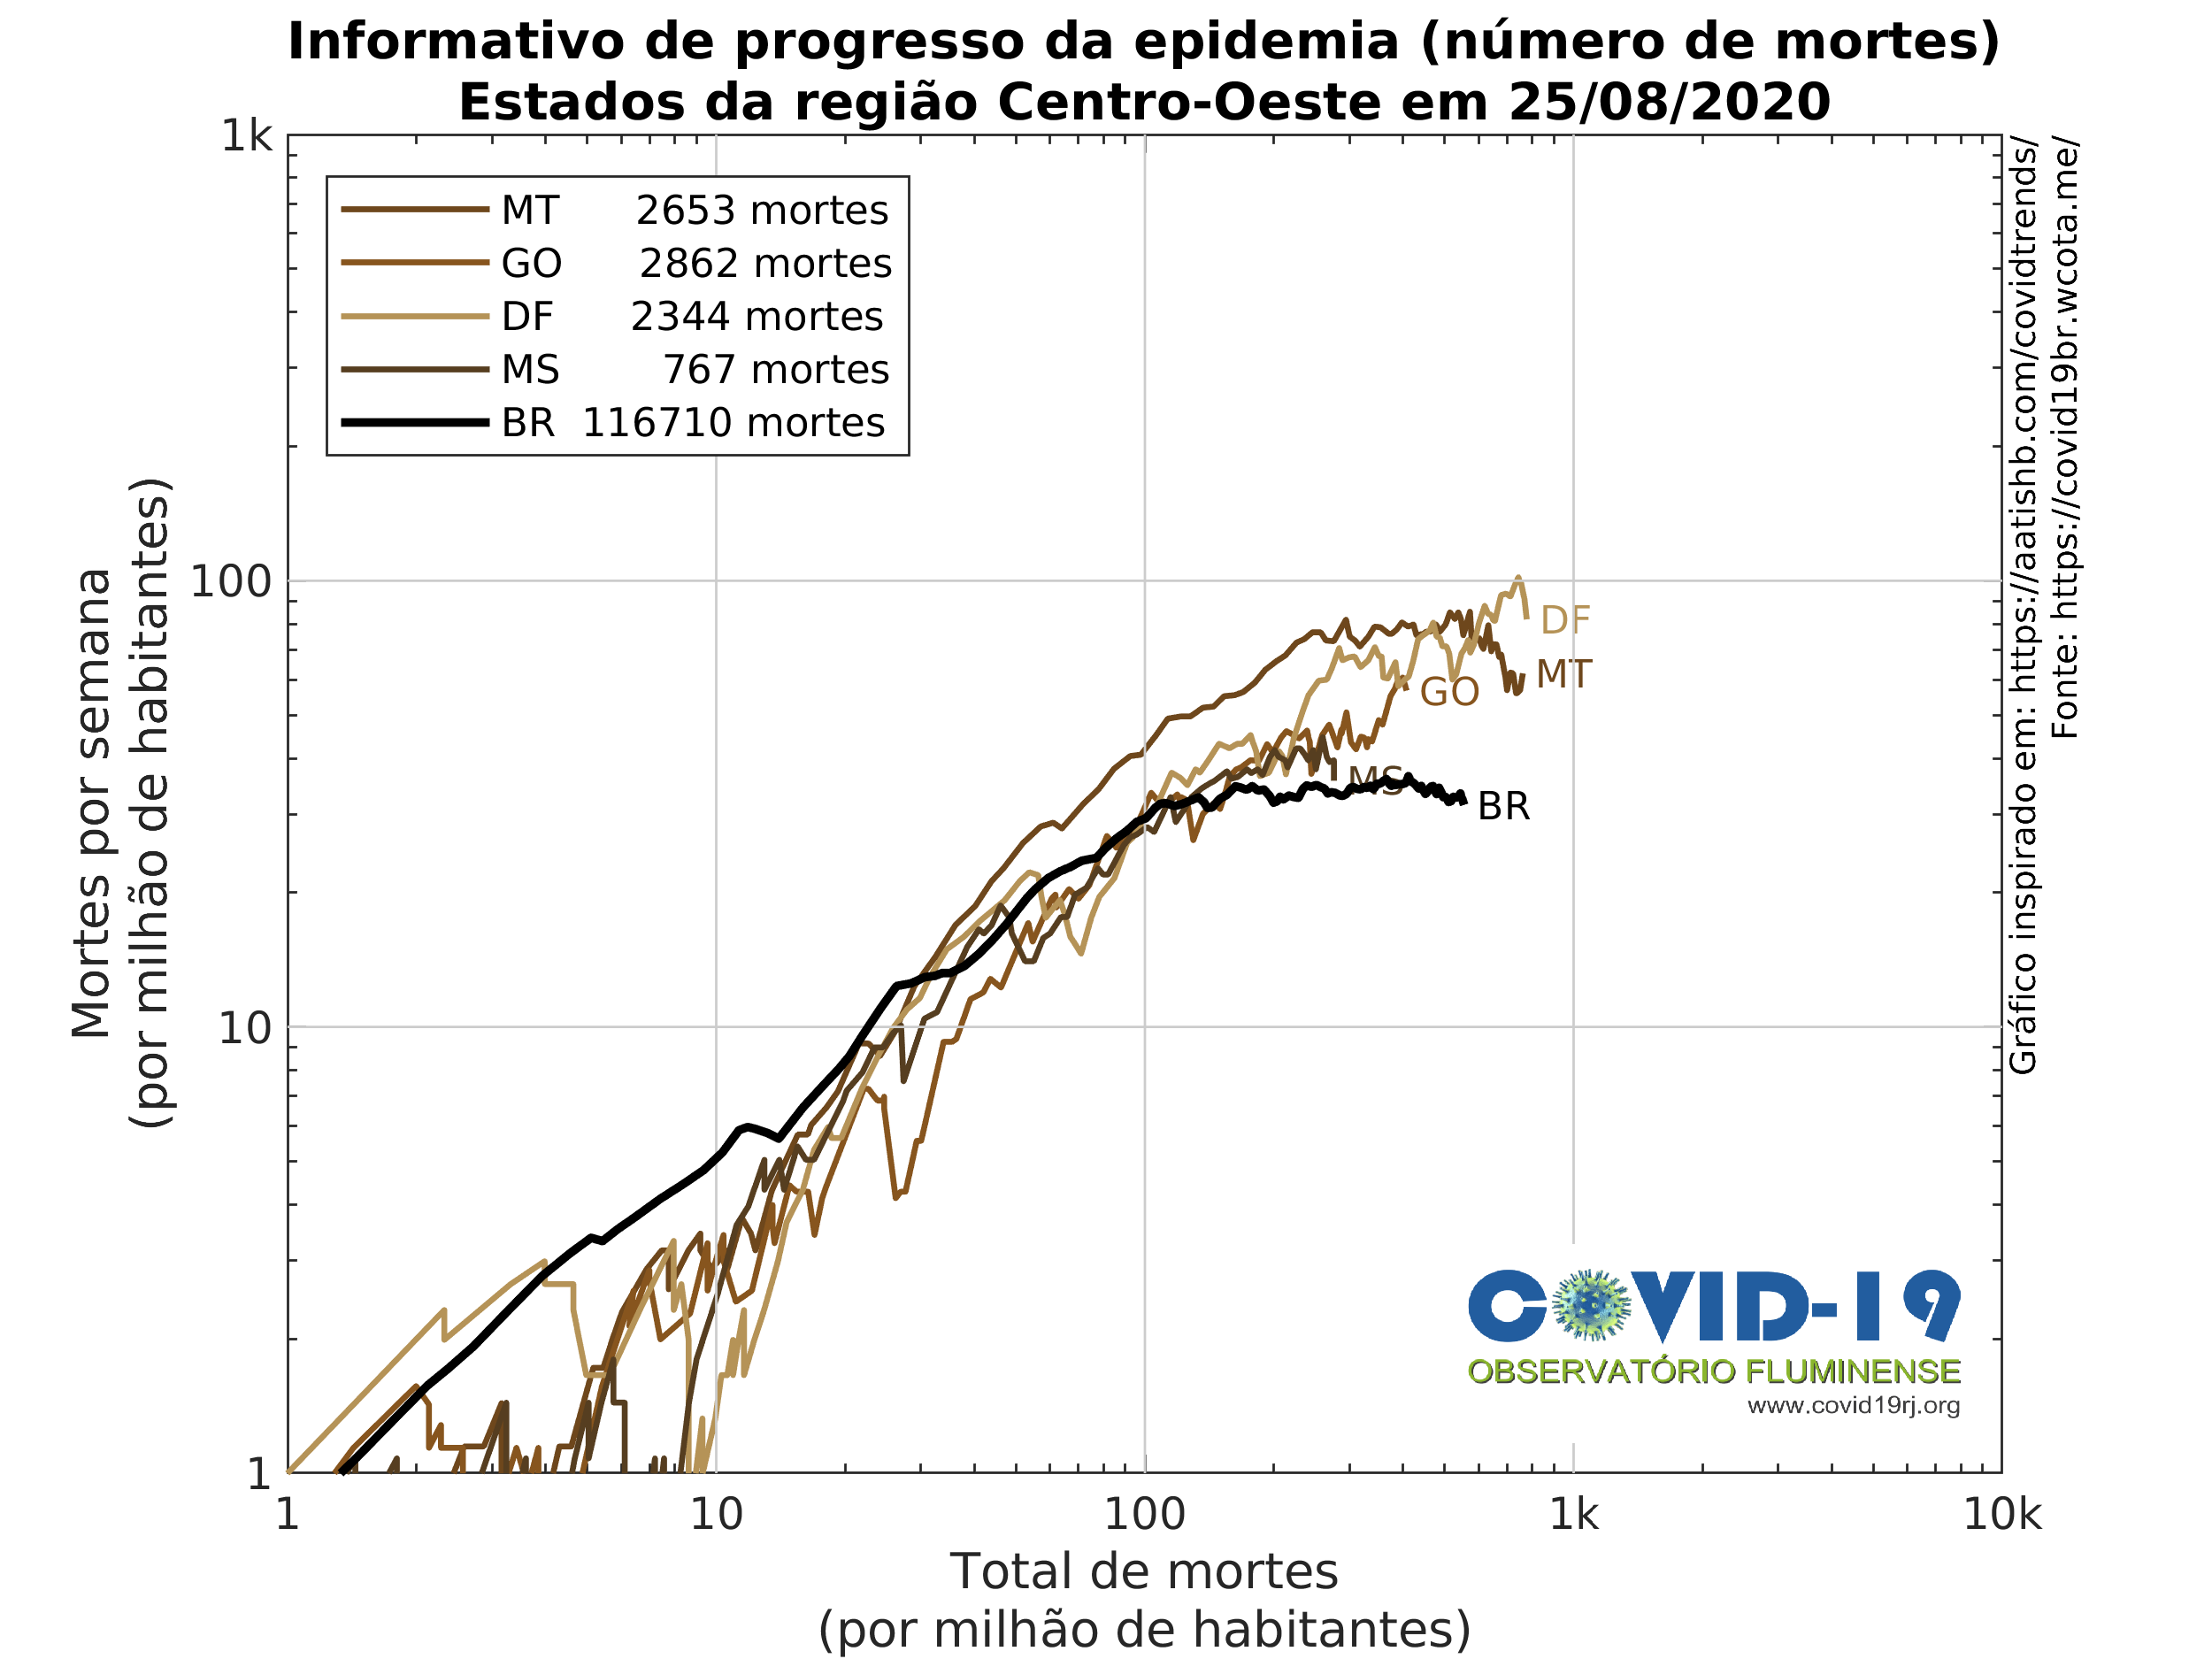 Informativo de progresso da epidemia (número de mortes)
Estados da região Centro-Oeste em 25/08/2020
MT 2653 mortes
GO 2862 mortes
DF 2344 mortes
MS 767 mortes
BR 116710 mortes
1k
100
10
1
Mortes por semana
(por milhão de habitantes)
DF
MT
GO
MS
BR
Gráfico inspirado em: https://aatishb.com/covidtrends/
Fonte: https://covid19br.wcota.me/
COVID-19
OBSERVATÓRIO FLUMINENSE
www.covid19rj.org
1
10
100
1k
10k
Total de mortes
(por milhão de habitantes)